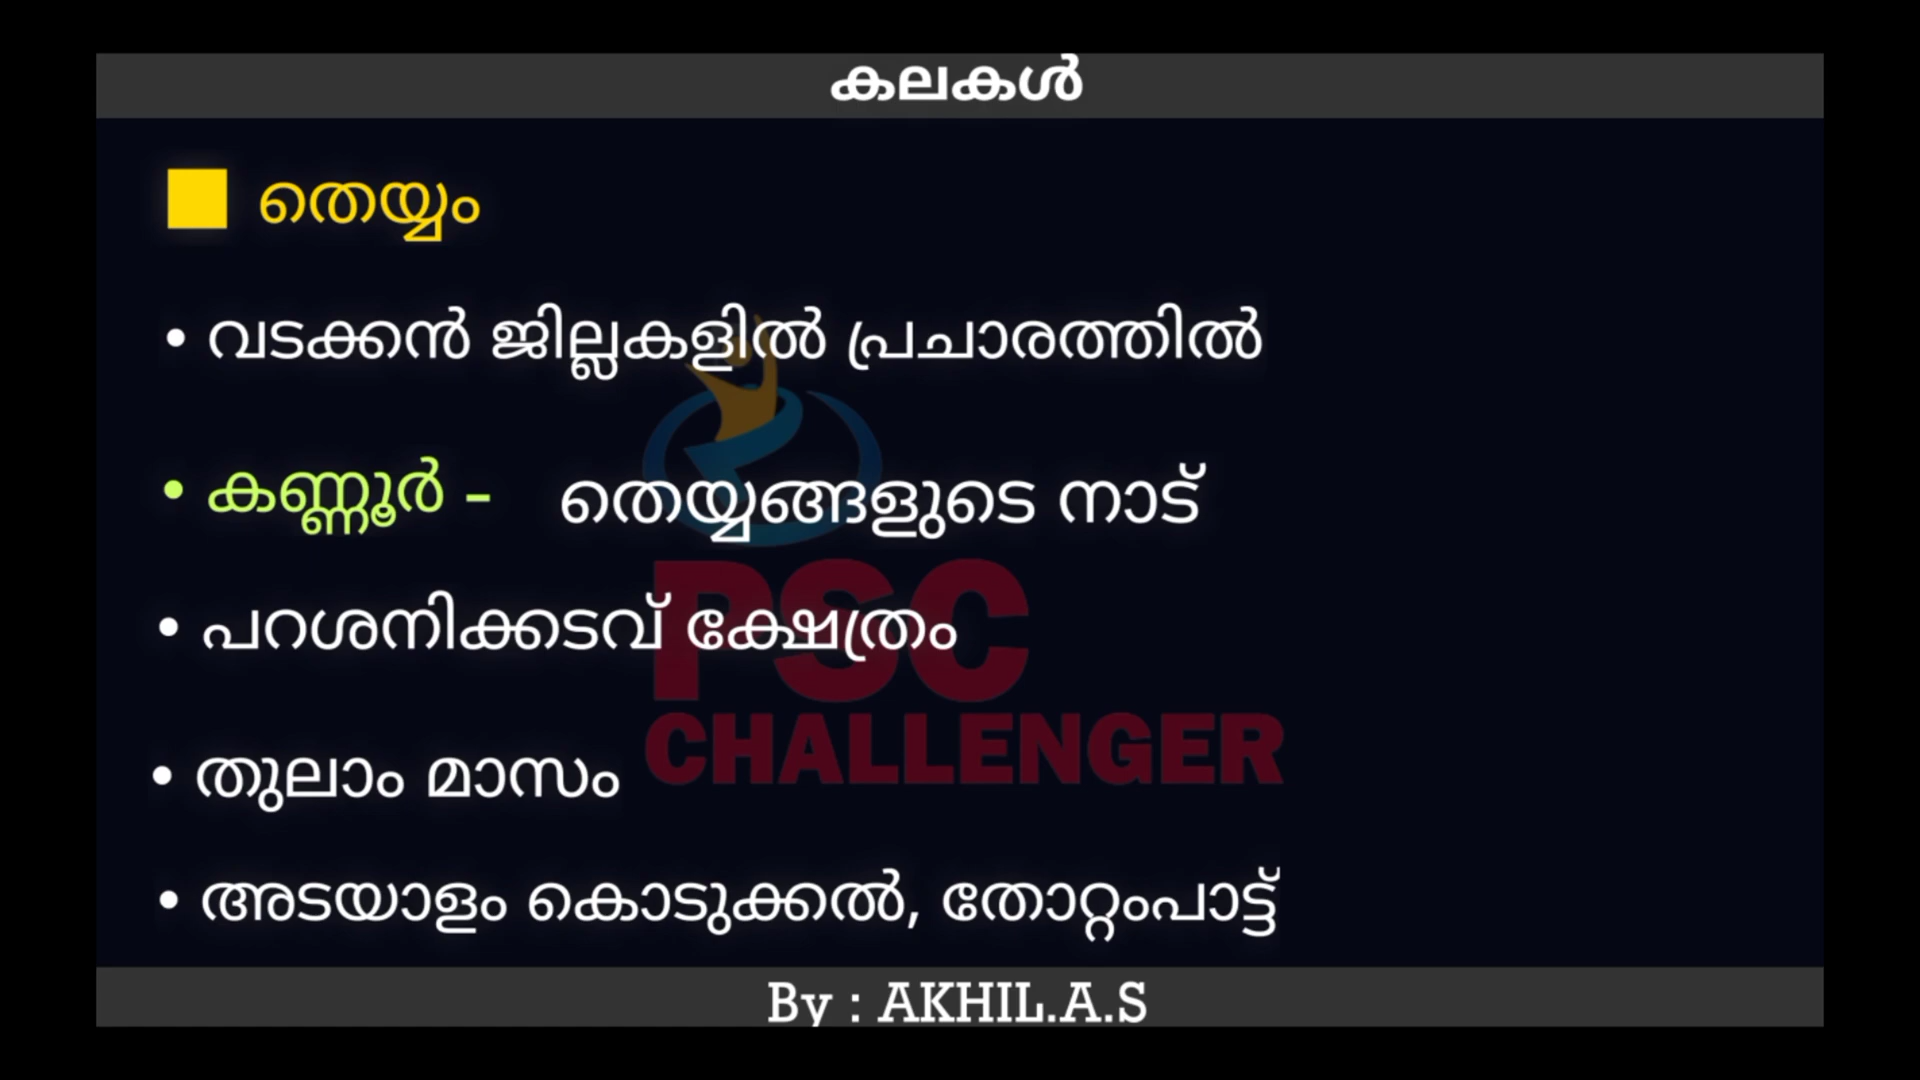 കലകൾ
■ തെയ്യം
• വടക്കൻ ജില്ലകളിൽ പ്രചാരത്തിൽ
• കണ്ണൂർ - തെയ്യങ്ങളുടെ നാട്
• പറശനിക്കടവ് ക്ഷേത്രം
PSC
CHALLENGER
• തുലാം മാസം
• അടയാളം കൊടുക്കൽ, തോറ്റംപാട്ട്
By : AKHIL.A.S